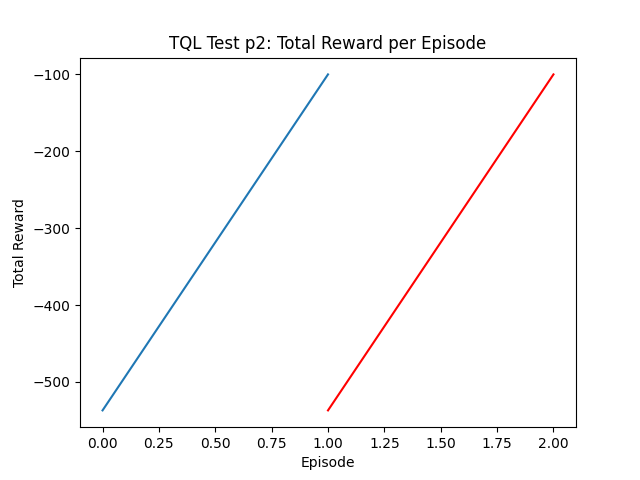 TQL Test p2: Total Reward per Episode
−100
−200
−300
−400
−500
Total Reward
0.00 0.25 0.50 0.75 1.00 1.25 1.50 1.75 2.00
Episode